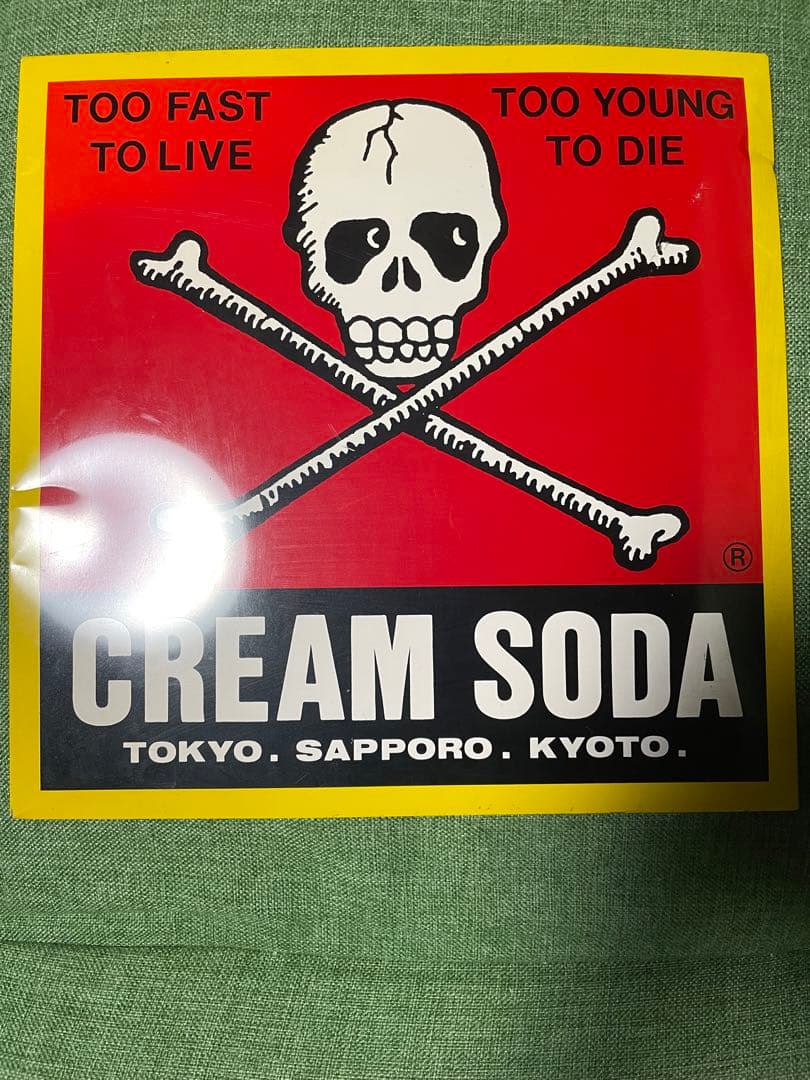 TOO FAST
TO LIVE
TOO YOUNG
TO DIE
®
CREAM SODA
TOKYO. SAPPORO. KYOTO.